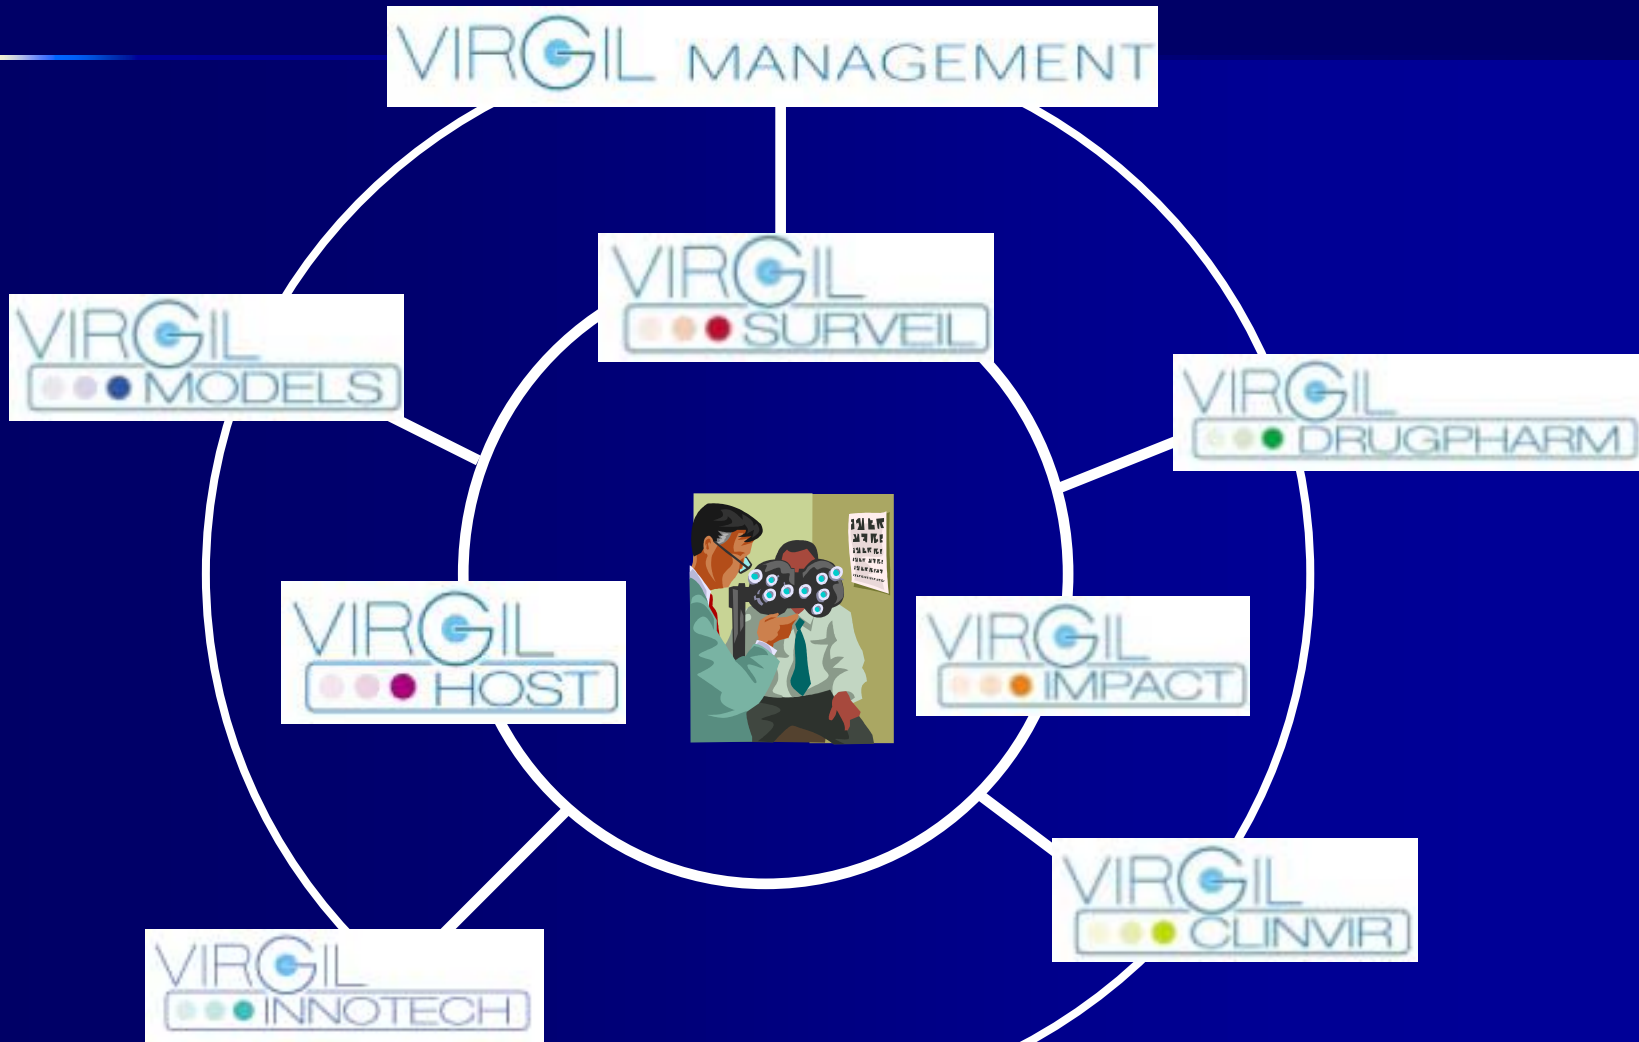 VIRGIL MANAGEMENT
VIRGIL
SURVEIL
VIRGIL
MODELS
VIRGIL
DRUGPHARM
VIRGIL
HOST
VIRGIL
IMPACT
VIRGIL
CLINVIR
VIRGIL
INNOTECH